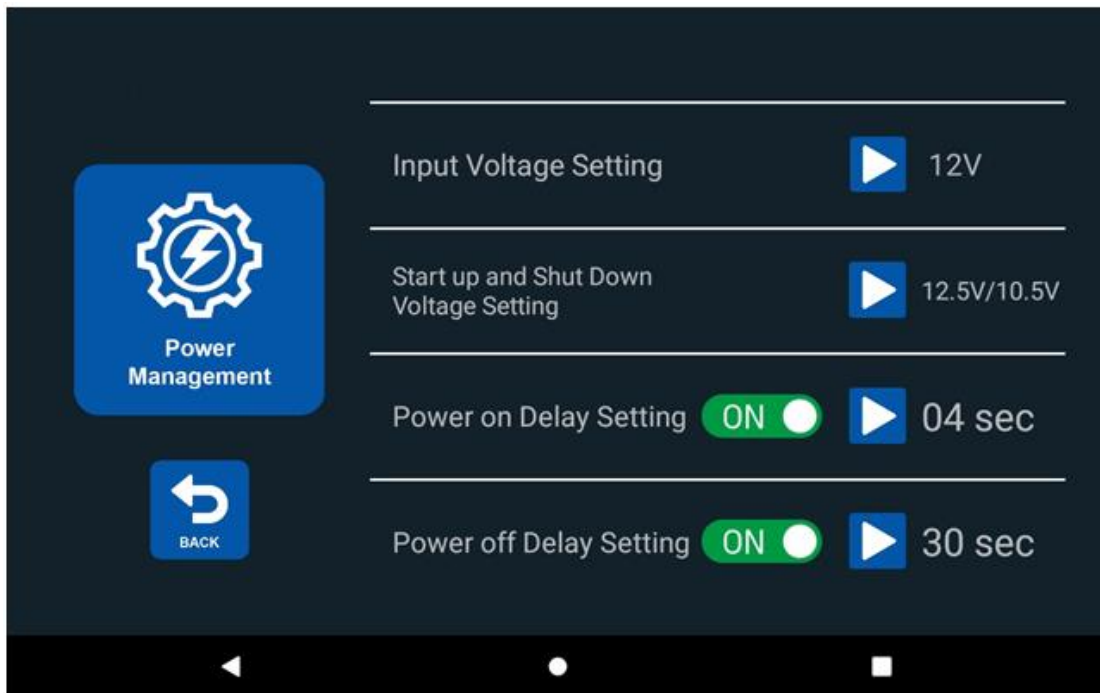 Power
Management
BACK
Input Voltage Setting
12V
Start up and Shut Down
Voltage Setting
12.5V/10.5V
Power on Delay Setting
ON
04 sec
Power off Delay Setting
ON
30 sec